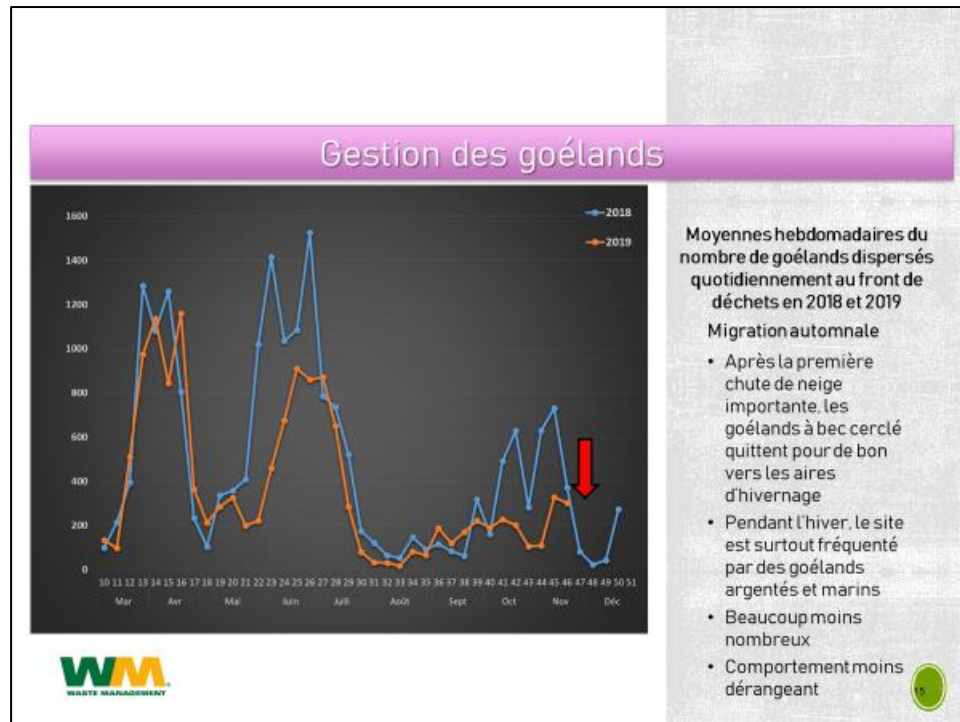 Gestion des goélands
1600
1400
1200
1000
800
600
400
200
0
2018
2019
10 11 12 13 14 15 16 17 18 19 20 21 22 23 24 25 26 27 28 29 30 31 32 33 34 35 36 37 38 39 40 41 42 43 44 45 46 47 48 49 50 51
Mar Avr Mai Juin Juill Août Sept Oct Nov Déc
Moyennes hebdomadaires du
nombre de goélands dispersés
quotidiennement au front de
déchets en 2018 et 2019
Migration automnale
• Après la première
chute de neige
importante, les
goélands à bec cerclé
quittent pour de bon
vers les aires
d'hivernage
• Pendant l'hiver, le site
est surtout fréquenté
par des goélands
argentés et marins
• Beaucoup moins
nombreux
• Comportement moins
dérangeant
WM
WASTE MANAGEMENT
15